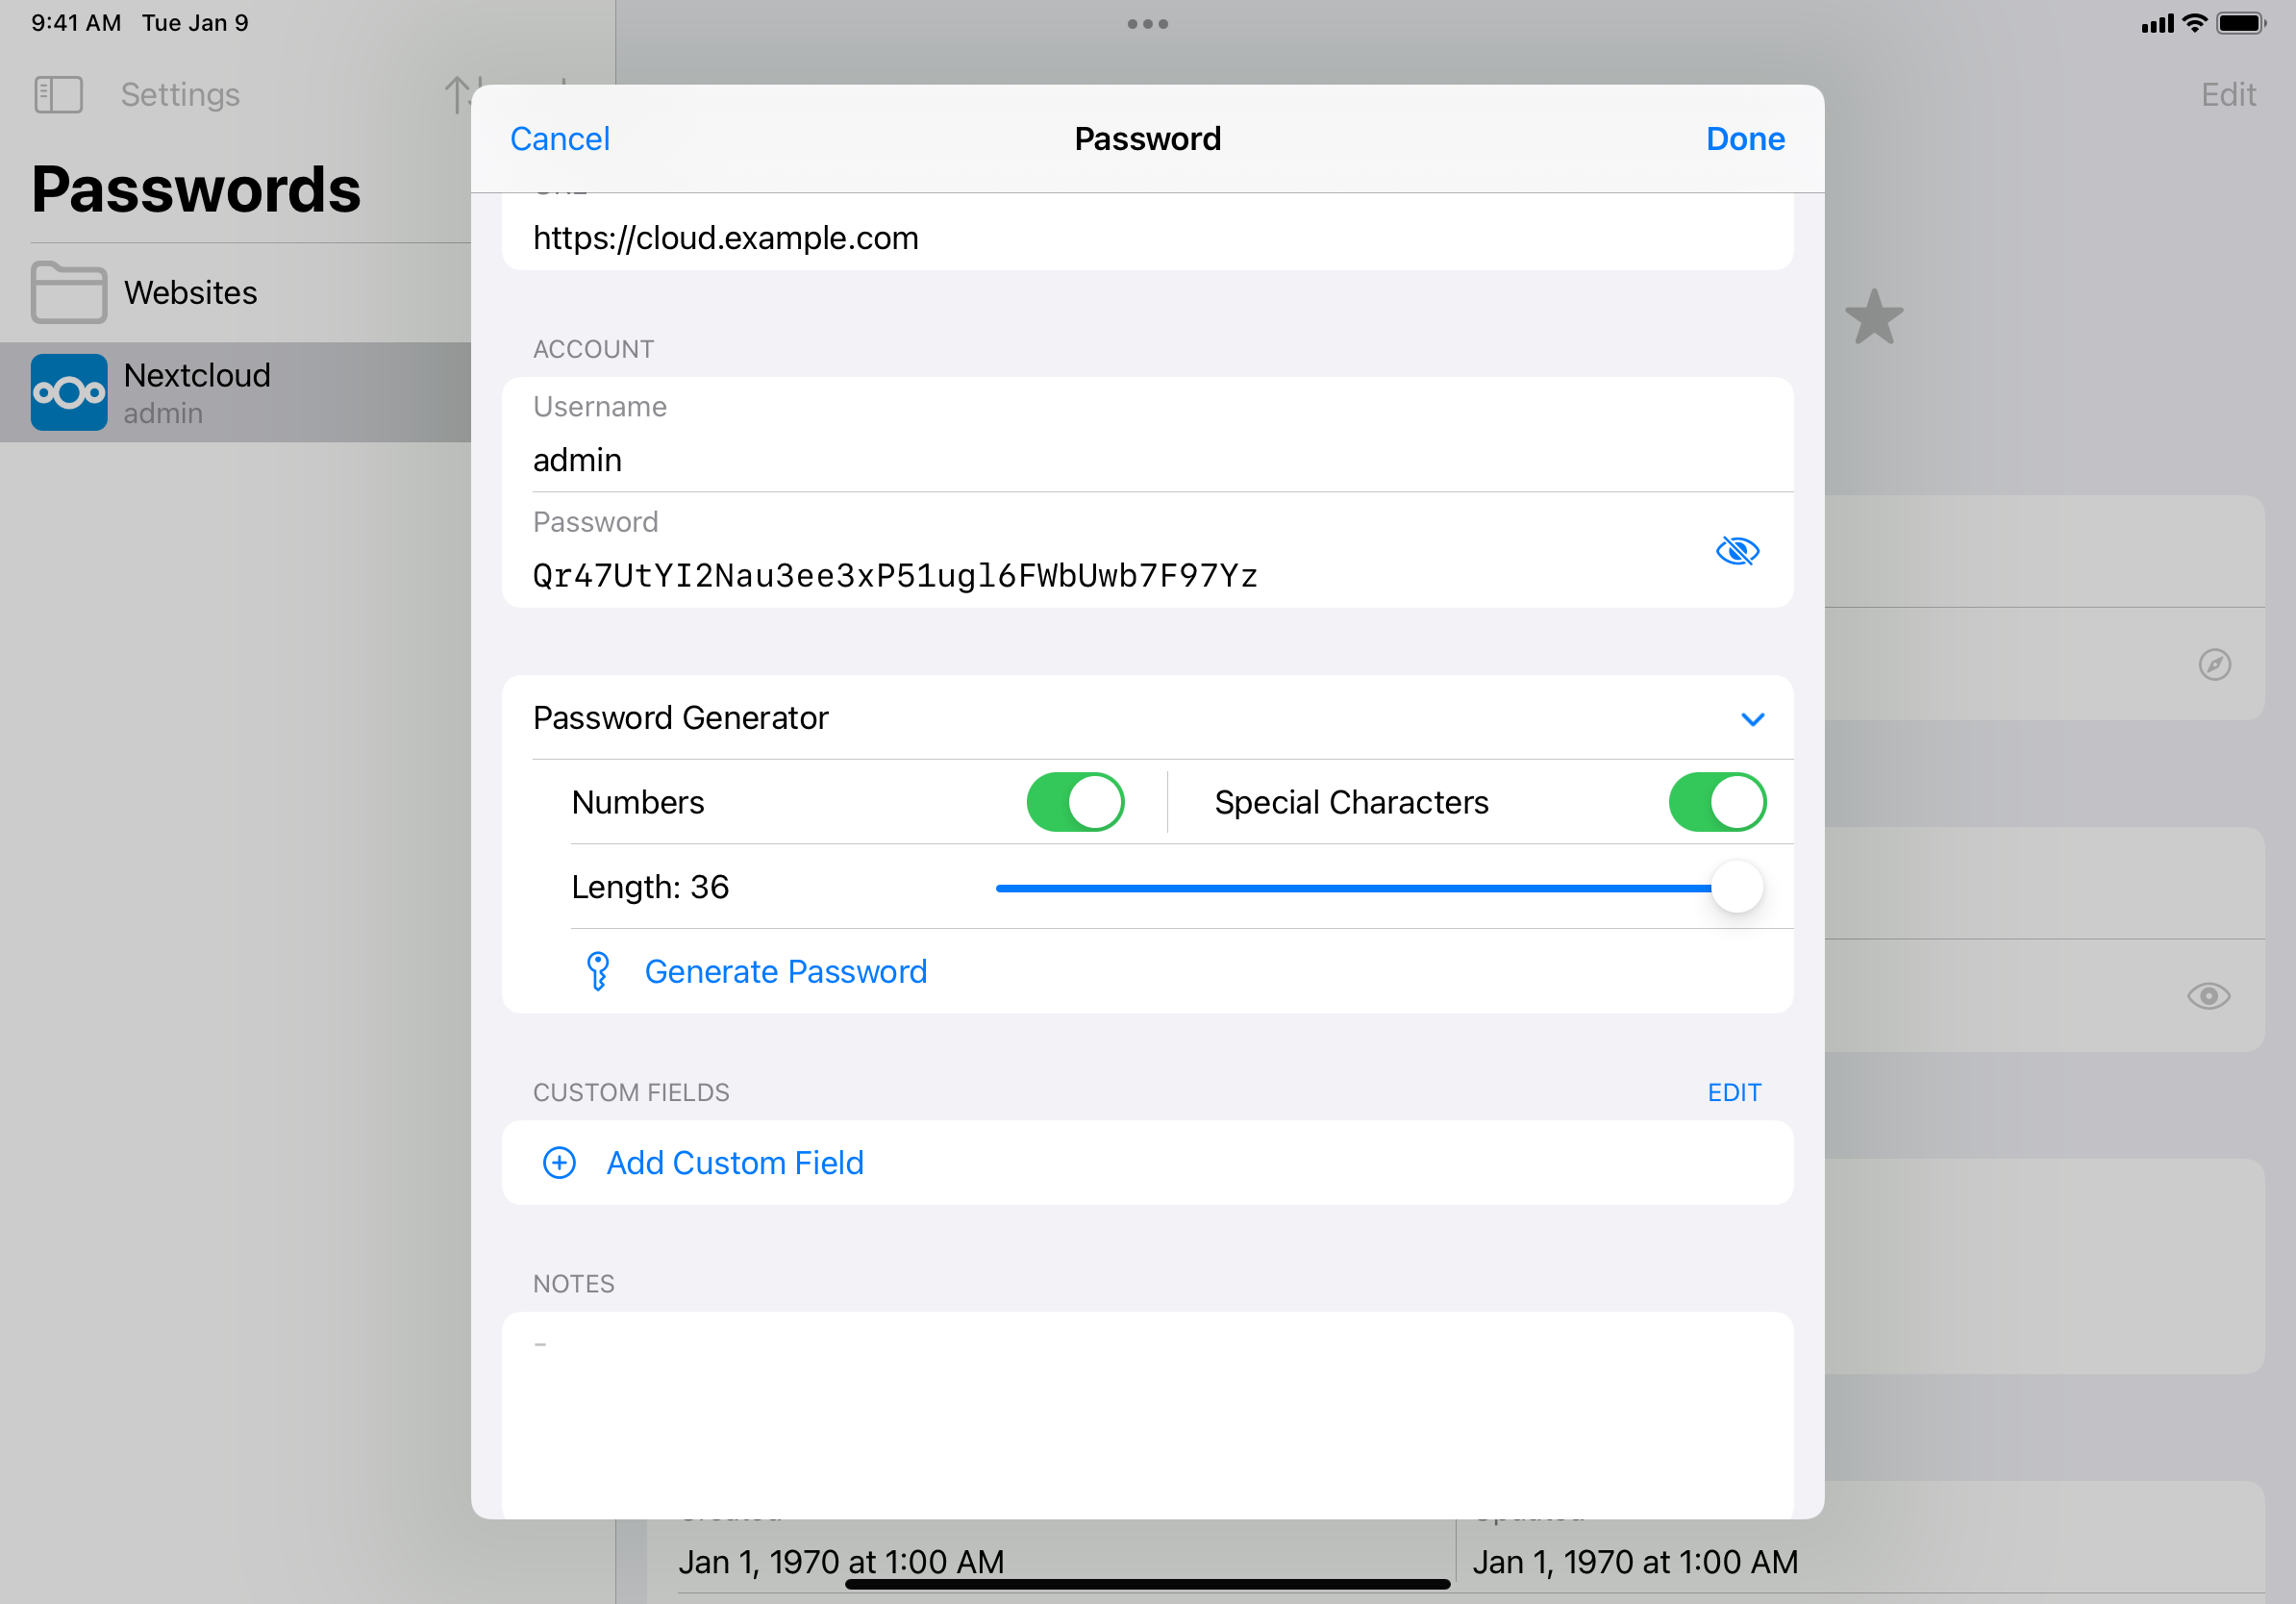 9:41 AM Tue Jan 9
Settings
Edit
Passwords
Websites
Nextcloud
admin
Cancel
Password
Done
https://cloud.example.com
ACCOUNT
Username
admin
Password
Qr47UtYI2Nau3ee3xP51ugl6FWbUwb7F97Yz
Password Generator
Numbers
Special Characters
Length: 36
Generate Password
CUSTOM FIELDS
EDIT
Add Custom Field
NOTES
-
Jan 1, 1970 at 1:00 AM
Jan 1, 1970 at 1:00 AM